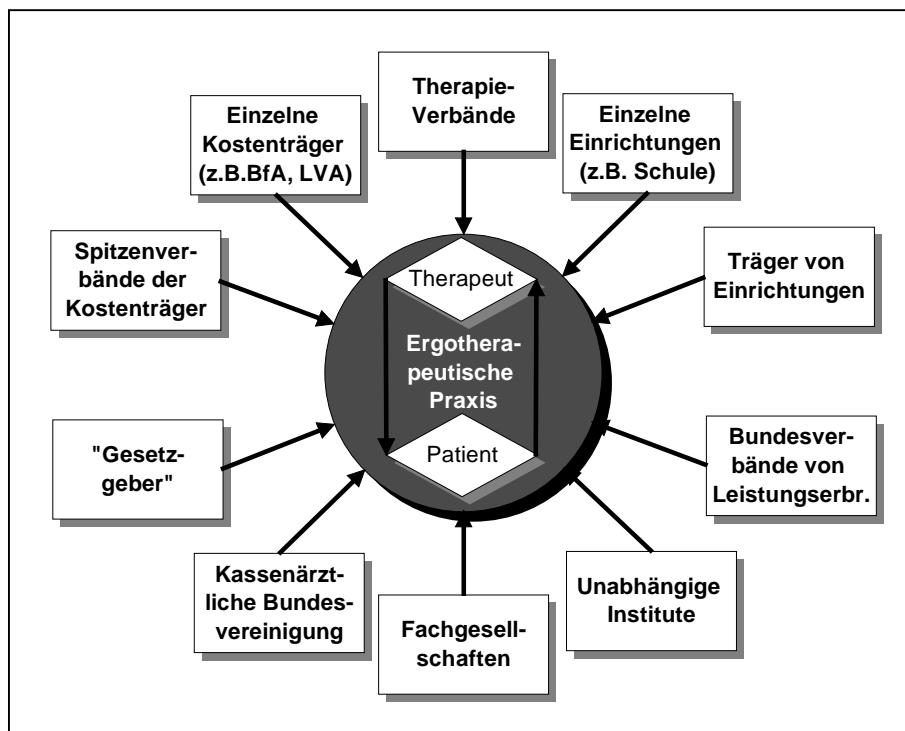 Therapie-
Verbände
Einzelne
Kostenträger
(z.B.BfA, LVA)
Einzelne
Einrichtungen
(z.B. Schule)
Spitzenver-
bände der
Kostenträger
Träger von
Einrichtungen
Therapeut
Ergothera-
peutische
Praxis
Patient
"Gesetz-
geber"
Bundesver-
bände von
Leistungserbr.
Kassenärzt-
liche Bundes-
vereinigung
Fachgesell-
schaften
Unabhängige
Institute